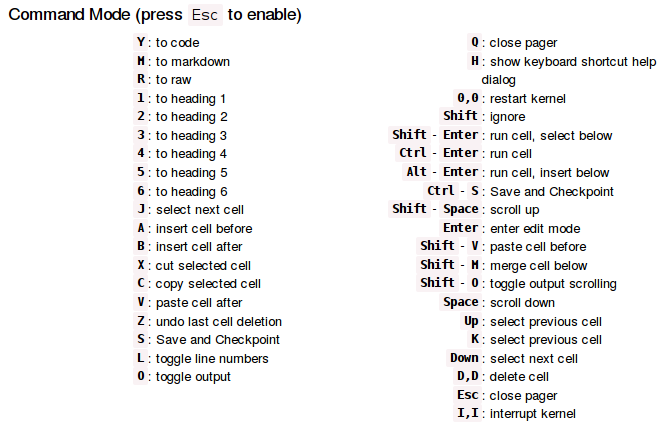 Command Mode (press Esc to enable)
Y : to code
M : to markdown
R : to raw
1 : to heading 1
2 : to heading 2
3 : to heading 3
4 : to heading 4
5 : to heading 5
6 : to heading 6
J : select next cell
A : insert cell before
B : insert cell after
X : cut selected cell
C : copy selected cell
V : paste cell after
Z : undo last cell deletion
S : Save and Checkpoint
L : toggle line numbers
O : toggle output
Q : close pager
H : show keyboard shortcut help
dialog
0,0 : restart kernel
Shift : ignore
Shift - Enter : run cell, select below
Ctrl - Enter : run cell
Alt - Enter : run cell, insert below
Ctrl - S : Save and Checkpoint
Shift - Space : scroll up
Enter : enter edit mode
Shift - V : paste cell before
Shift - M : merge cell below
Shift - O : toggle output scrolling
Space : scroll down
Up : select previous cell
K : select previous cell
Down : select next cell
D,D : delete cell
Esc : close pager
I,I : interrupt kernel